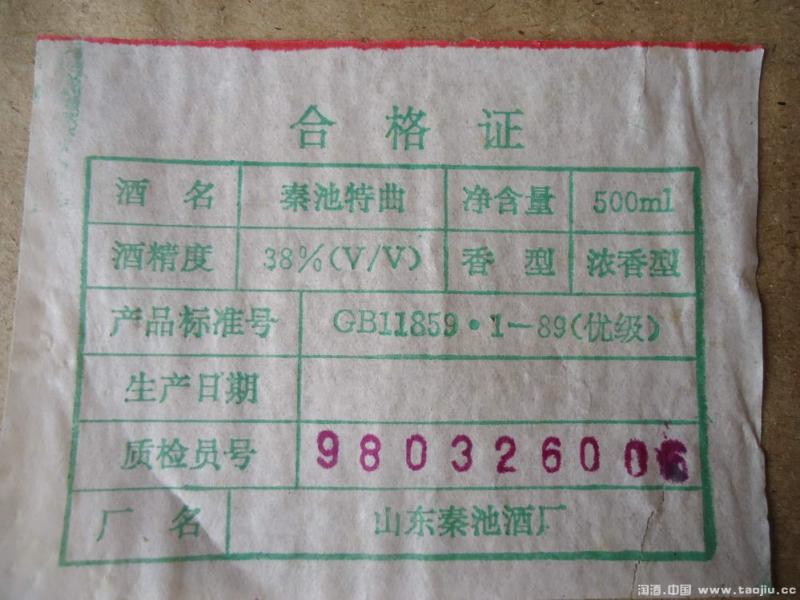 合格证
酒名 秦池特曲 净含量 500ml
酒精度 38%(V/V) 香型 浓香型
产品标准号 GB11859·1-89(优级)
生产日期
质检员号 980326006
厂名 山东秦池酒厂
淘酒.中国 www.taojiu.cc